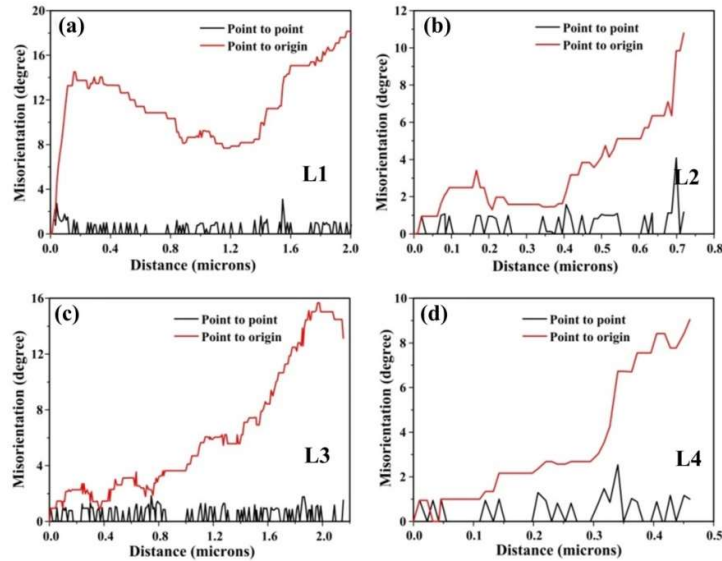 (a)
Point to point
Point to origin
L1
Misorientation (degree)
20
16
12
8
4
0
0.0 0.4 0.8 1.2 1.6 2.0
Distance (microns)
(b)
Point to point
Point to origin
L2
Misorientation (degree)
12
10
8
6
4
2
0
0.0 0.1 0.2 0.3 0.4 0.5 0.6 0.7 0.8
Distance (microns)
(c)
Point to point
Point to origin
L3
Misorientation (degree)
16
12
8
4
0
0.0 0.4 0.8 1.2 1.6 2.0
Distance (microns)
(d)
Point to point
Point to origin
L4
Misorientation (degree)
10
8
6
4
2
0
0.0 0.1 0.2 0.3 0.4 0.5
Distance (microns)